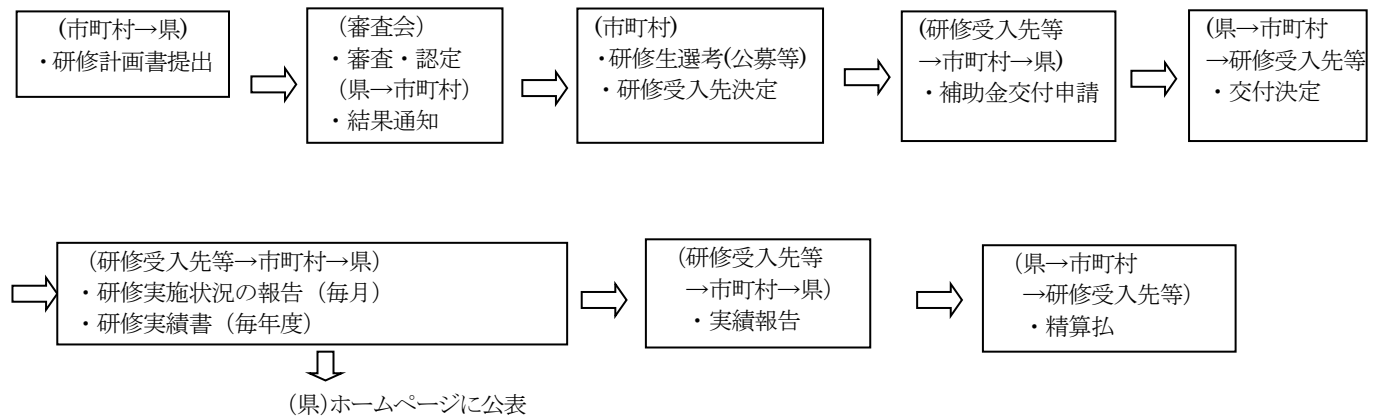 (市町村→県)
・研修計画書提出
(審査会)
・審査・認定
(県→市町村)
・結果通知
(市町村)
・研修生選考(公募等)
・研修受入先決定
(研修受入先等
→市町村→県)
・補助金交付申請
(県→市町村
→研修受入先等
・交付決定
(研修受入先等→市町村→県)
・研修実施状況の報告（毎月）
・研修実績書（毎年度）
(県)ホームページに公表
(研修受入先等
→市町村→県)
・実績報告
(県→市町村
→研修受入先等)
・精算払